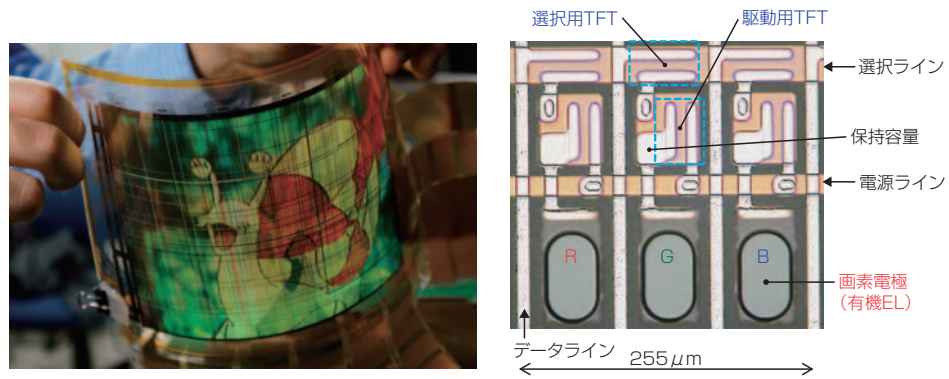 選択用TFT
駆動用TFT
選択ライン
保持容量
電源ライン
R
G
B
画素電極
(有機EL)
データライン
255μm